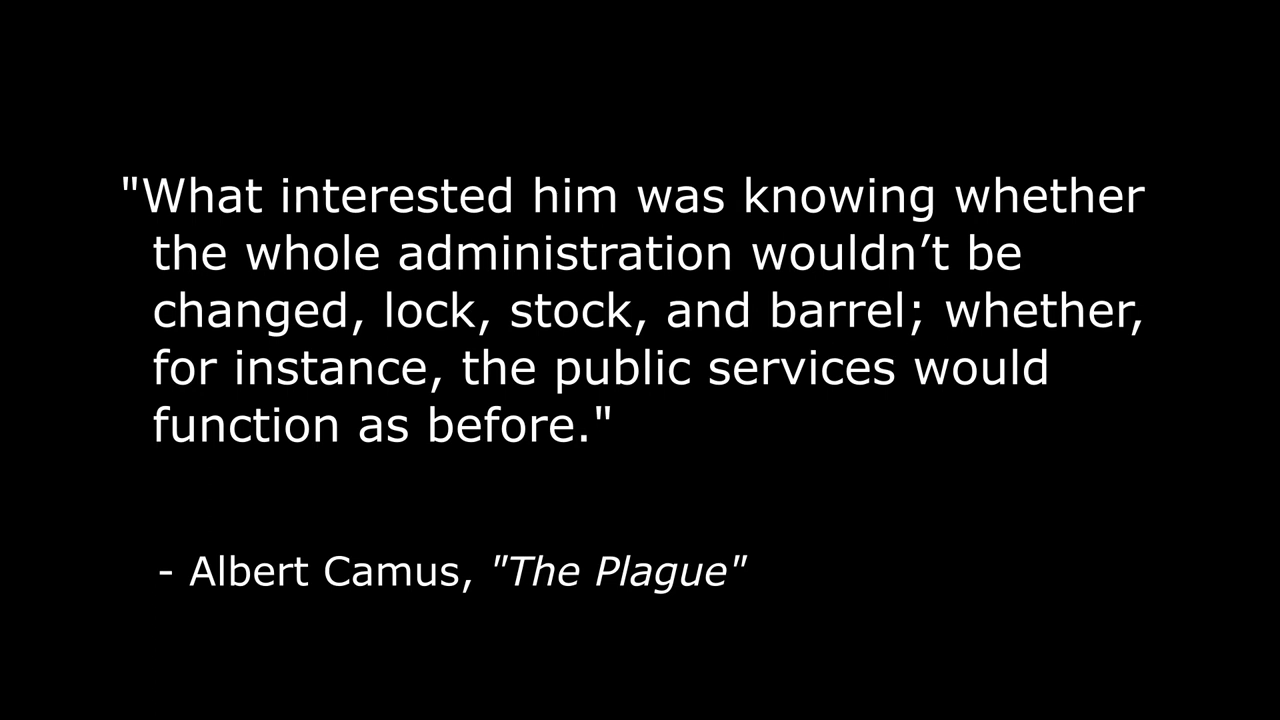 "What interested him was knowing whether
the whole administration wouldn’t be
changed, lock, stock, and barrel; whether,
for instance, the public services would
function as before."
- Albert Camus, "The Plague"